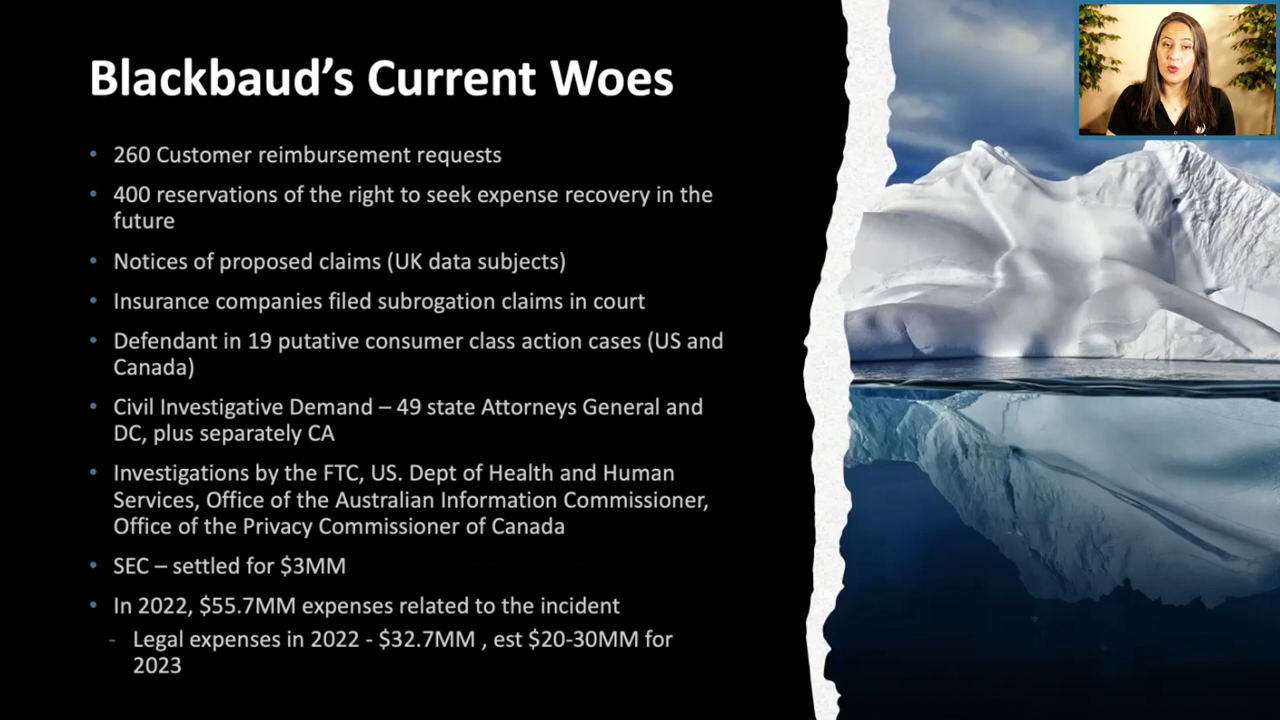 Blackbaud’s Current Woes
• 260 Customer reimbursement requests
• 400 reservations of the right to seek expense recovery in the
future
• Notices of proposed claims (UK data subjects)
• Insurance companies filed subrogation claims in court
• Defendant in 19 putative consumer class action cases (US and
Canada)
• Civil Investigative Demand – 49 state Attorneys General and
DC, plus separately CA
• Investigations by the FTC, US. Dept of Health and Human
Services, Office of the Australian Information Commissioner,
Office of the Privacy Commissioner of Canada
• SEC – settled for $3MM
• In 2022, $55.7MM expenses related to the incident
- Legal expenses in 2022 - $32.7MM , est $20-30MM for
2023